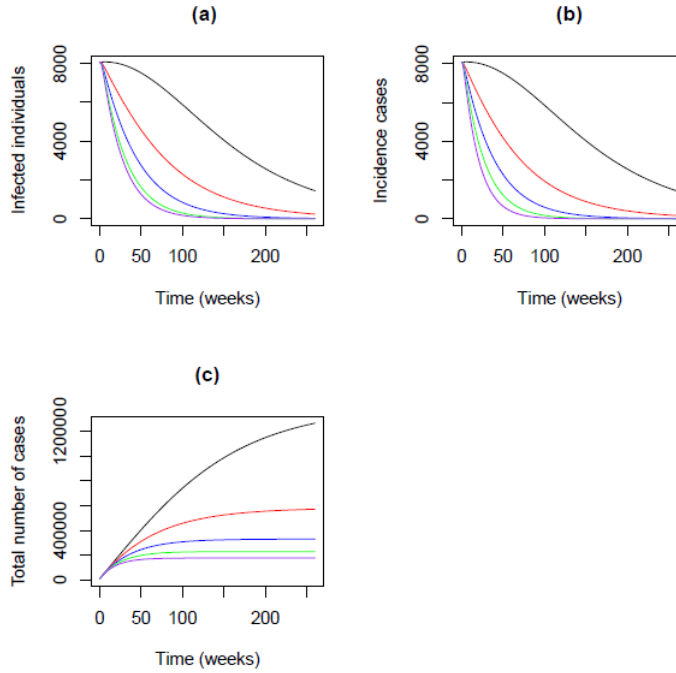 (a)
Infected individuals
8000
4000
0
0 50 100 200
Time (weeks)
(b)
Incidence cases
8000
4000
0
0 50 100 200
Time (weeks)
(c)
Total number of cases
1200000
400000
0
0 50 100 200
Time (weeks)